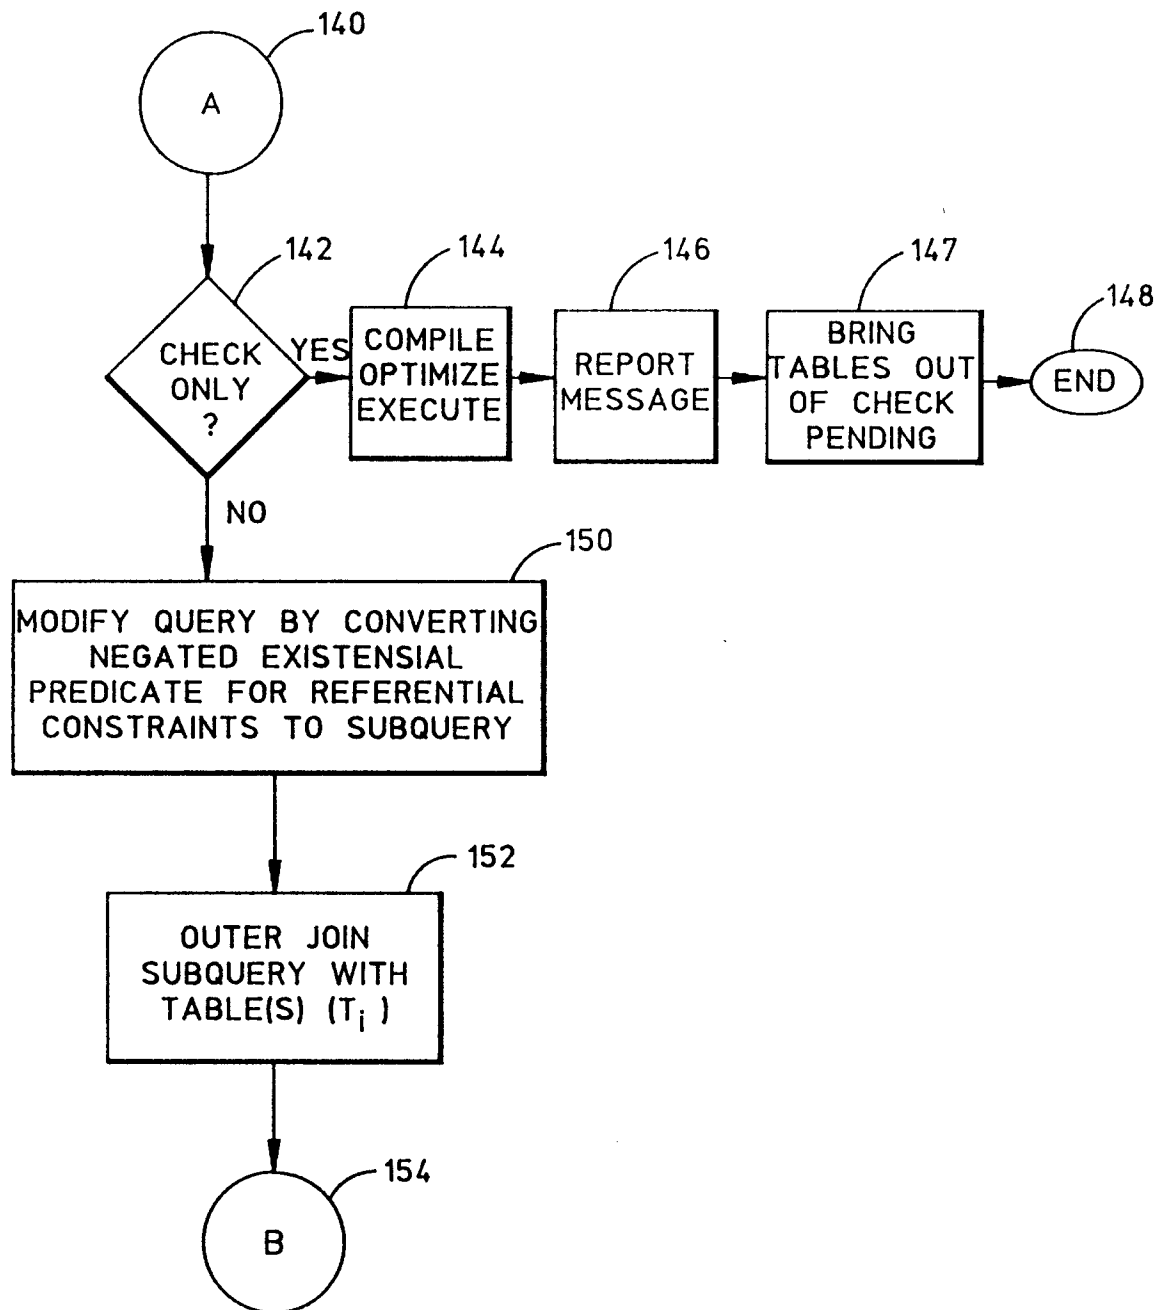 140
A
142
CHECK
ONLY
?
YES
144
COMPILE
OPTIMIZE
EXECUTE
146
REPORT
MESSAGE
147
BRING
TABLES OUT
OF CHECK
PENDING
148
END
NO
150
MODIFY QUERY BY CONVERTING
NEGATED EXISTENSIAL
PREDICATE FOR REFERENTIAL
CONSTRAINTS TO SUBQUERY
152
OUTER JOIN
SUBQUERY WITH
TABLE(S) (Ti )
154
B